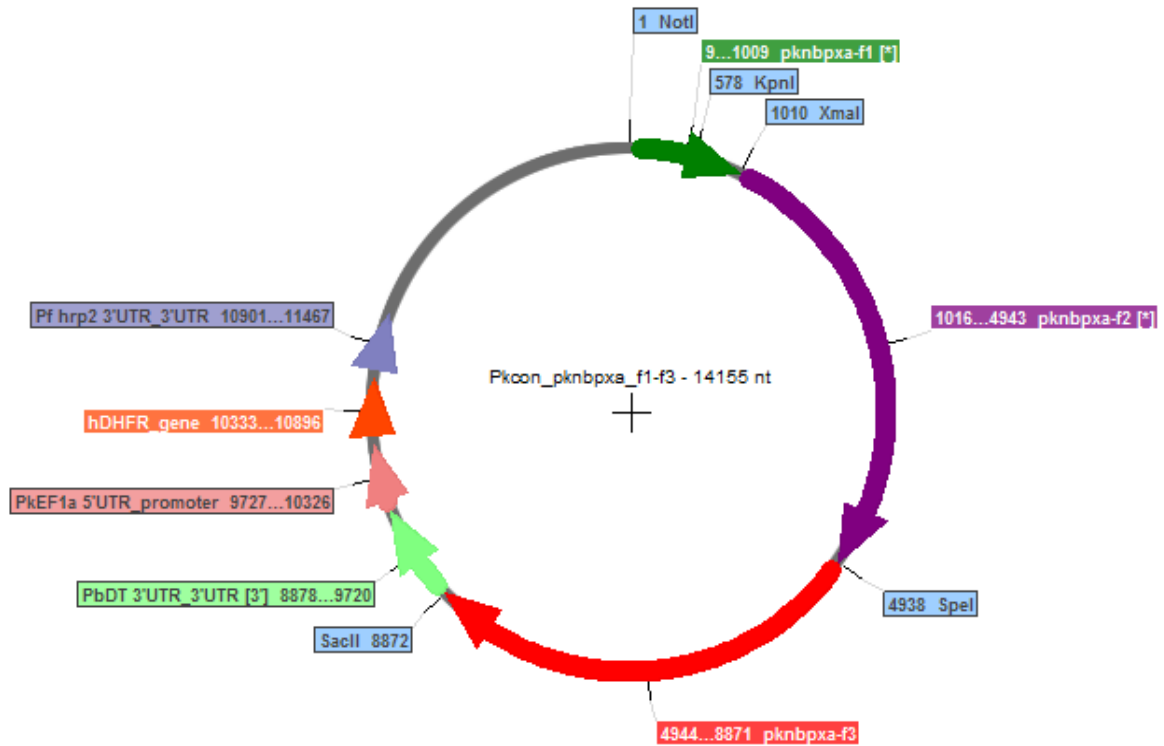 1 NotI
9...1009 pknbpxa-f1 [*]
578 KpnI
1010 XmaI
Pf hrp2 3'UTR_3'UTR 10901...11467
1016...4943 pknbpxa-f2 [*]
Pkcon_pknbpxa_f1-f3 - 14155 nt
hDHFR_gene 10333...10896
PkEF1a 5'UTR_promoter 9727...10326
PbDT 3'UTR_3'UTR [3'] 8878...9720
4938 SpeI
SacII 8872
4944...8871 pknbpxa-f3